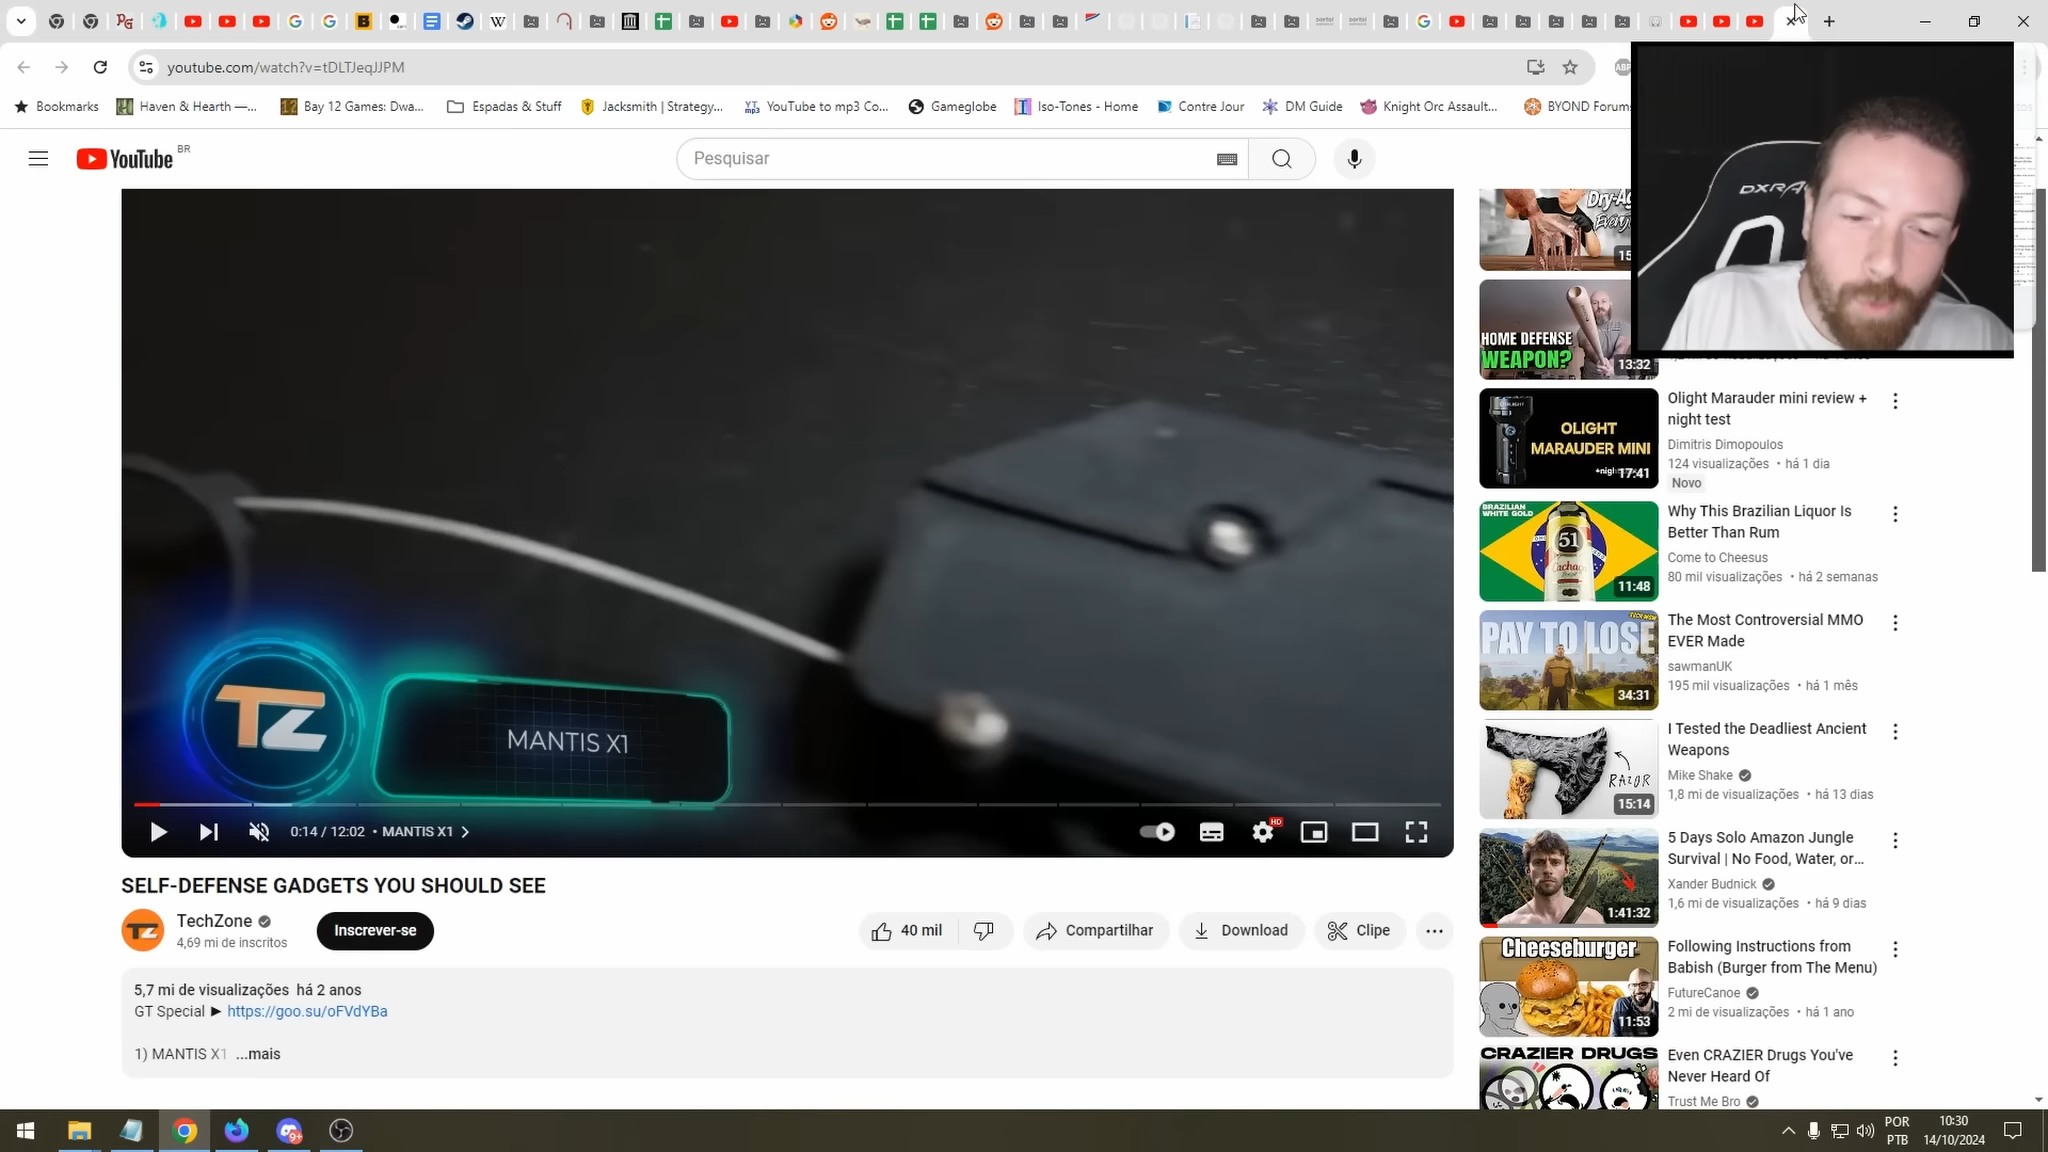 youtube.com/watch?v=tDLTJeqJJPM
Bookmarks
Haven & Hearth —...
Bay 12 Games: Dwa...
Espadas & Stuff
Jacksmith | Strategy,...
YouTube to mp3 Co...
Gameglobe
Iso-Tones - Home
Contre Jour
DM Guide
Knight Orc Assault...
BYOND Forums
YouTube BR
Pesquisar
DXRA
MANTIS X1
0:14 / 12:02 • MANTIS X1
HD
SELF-DEFENSE GADGETS YOU SHOULD SEE
TechZone
4,69 mi de inscritos
Inscrever-se
40 mil
Compartilhar
Download
Clipe
5,7 mi de visualizações há 2 anos
GT Special ► https://goo.su/oFVdYBa
1) MANTIS X1 ...mais
Dry-Ag
Every
15
HOME DEFENSE
WEAPON?
13:32
OLIGHT
MARAUDER MINI
17:41
Olight Marauder mini review +
night test
Dimitris Dimopoulos
124 visualizações • há 1 dia
Novo
BRAZILIAN
WHITE GOLD
51
11:48
Why This Brazilian Liquor Is
Better Than Rum
Come to Cheesus
80 mil visualizações • há 2 semanas
PAY TO LOSE
34:31
The Most Controversial MMO
EVER Made
sawmanUK
195 mil visualizações • há 1 mês
RAZOR
15:14
I Tested the Deadliest Ancient
Weapons
Mike Shake
1,8 mi de visualizações • há 13 dias
1:41:32
5 Days Solo Amazon Jungle
Survival | No Food, Water, or...
Xander Budnick
1,6 mi de visualizações • há 9 dias
Cheeseburger
11:53
Following Instructions from
Babish (Burger from The Menu)
FutureCanoe
2 mi de visualizações • há 1 ano
CRAZIER DRUGS
Even CRAZIER Drugs You've
Never Heard Of
Trust Me Bro
POR
PTB
10:30
14/10/2024